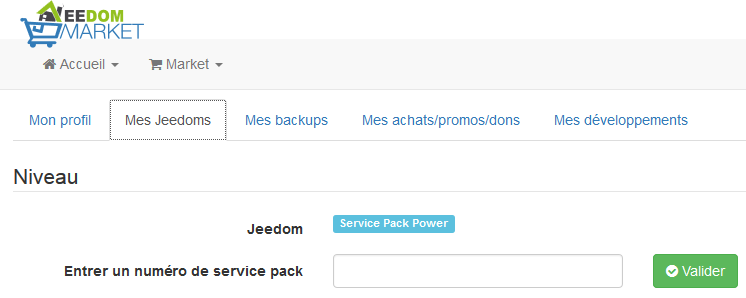 JEEDOM
MARKET
Accueil Market
Mon profil Mes Jeedoms Mes backups Mes achats/promos/dons Mes développements
Niveau
Jeedom Service Pack Power
Entrer un numéro de service pack Valider